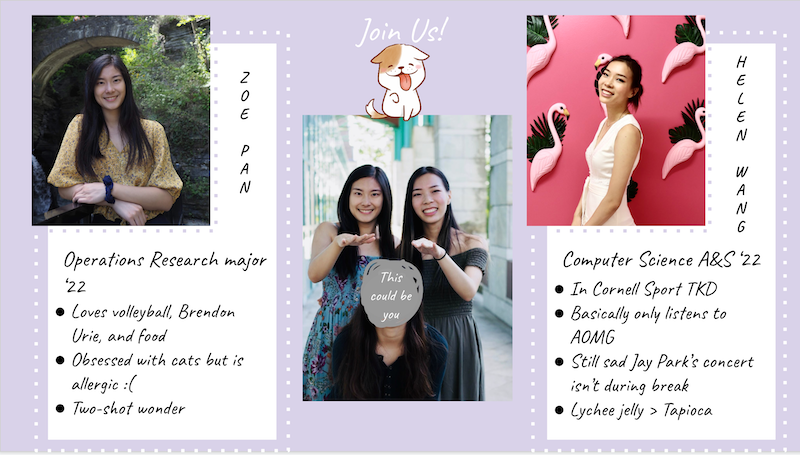 Join Us!
ZOE PAN
Operations Research major
‘22
Loves volleyball, Brendon
Urie, and food
Obsessed with cats but is
allergic :(
Two-shot wonder
This
could be
you
HELEN WANG
Computer Science A&S ‘22
In Cornell Sport TKD
Basically only listens to
AOMG
Still sad Jay Park’s concert
isn’t during break
Lychee jelly > Tapioca